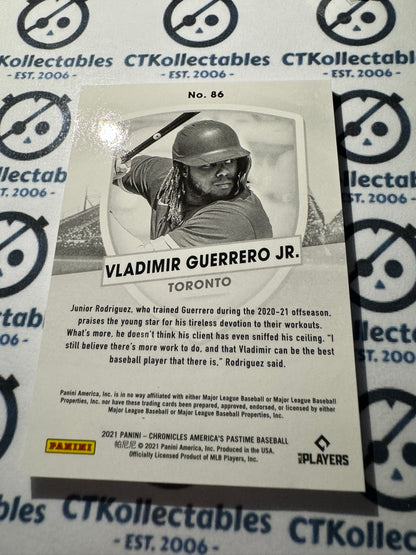 CTKollectables
- EST. 2006 -
No. 86
VLADIMIR GUERRERO JR.
TORONTO
Junior Rodriguez, who trained Guerrero during the 2020-21 offseason,
praises the young star for his tireless devotion to their workouts.
What's more, he doesn't think his client has even sniffed his ceiling. "I
still believe there's more work to do, and that Vladimir can be the best
baseball player that there is," Rodriguez said.
Panini America, Inc. is in no way affiliated with either Major League Baseball or Major League Baseball
Properties, Inc. nor have these trading cards been prepared, approved, endorsed, or licensed by either
Major League Baseball or Major League Baseball Properties, Inc.
PANINI
2021 PANINI – CHRONICLES AMERICA'S PASTIME BASEBALL
帕尼尼 © 2021 Panini America, Inc. Produced in the USA.
Officially Licensed Product of MLB Players, Inc.
MLB PLAYERS
CTKollectables
- EST. 2006 -